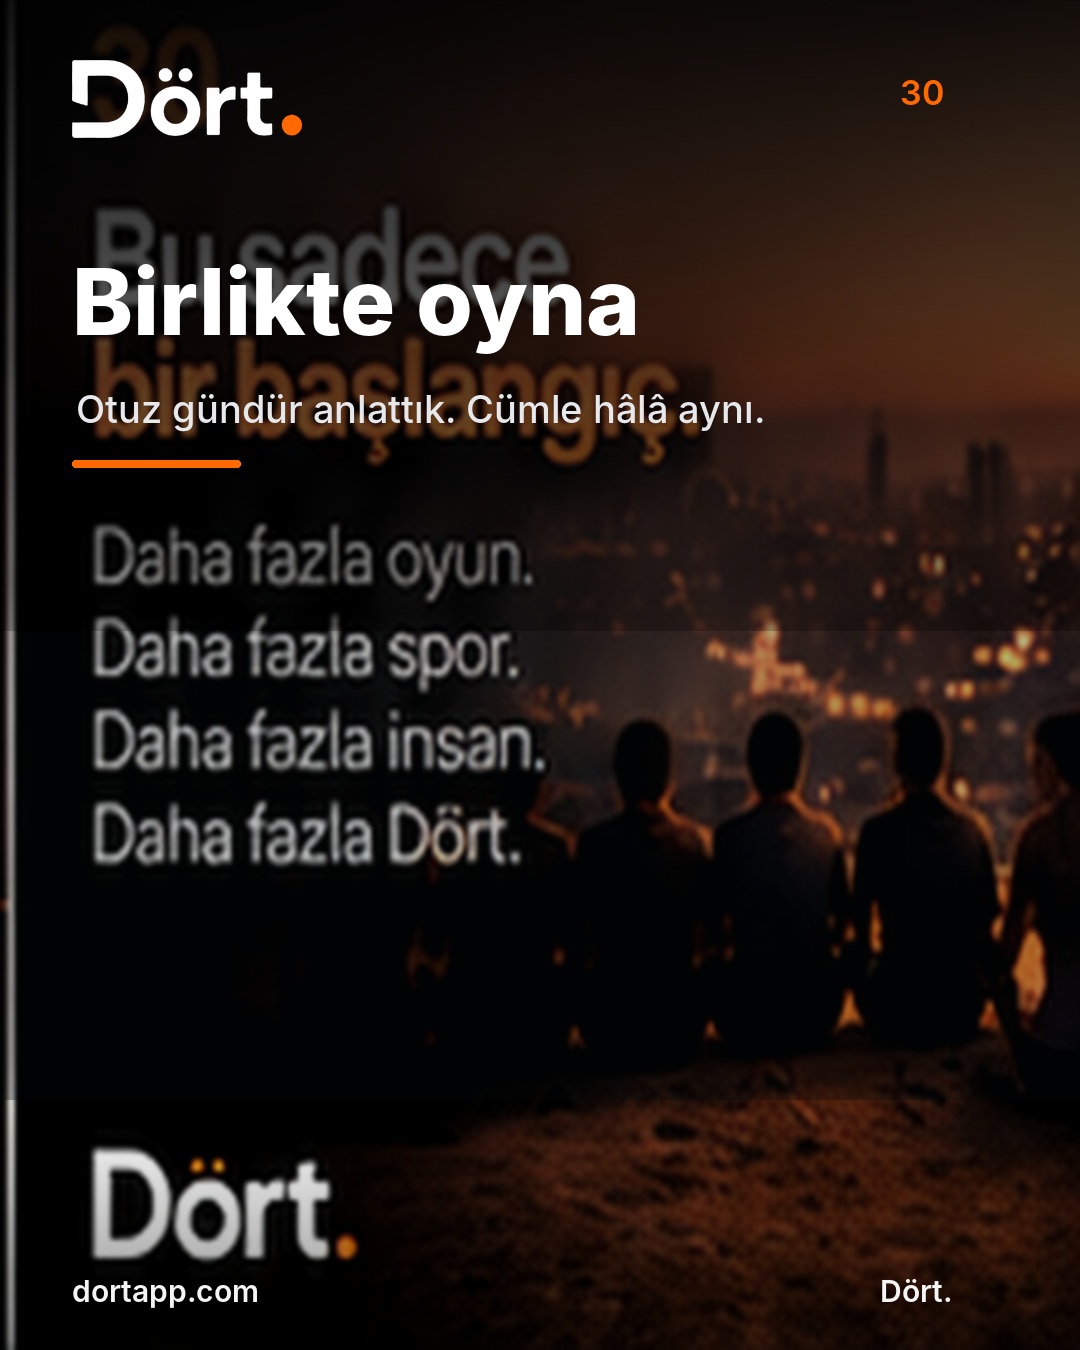 Dört.
30
Bu sadece
Birlikte oyna
bir başlangıç.
Otuz gündür anlattık. Cümle hâlâ aynı.
Daha fazla oyun.
Daha fazla spor.
Daha fazla insan.
Daha fazla Dört.
Dört.
dortapp.com
Dört.